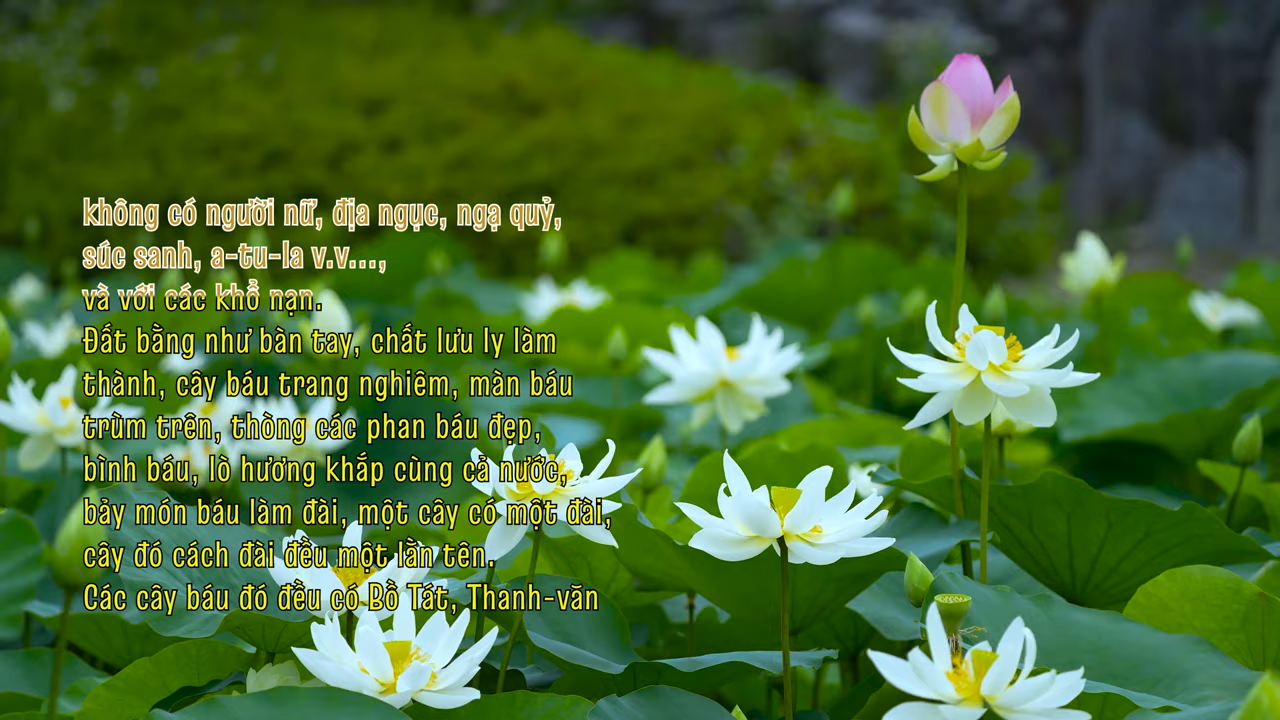 không có người nữ, địa ngục, ngạ quỷ,
súc sanh, a-tu-la v.v...,
và với các khổ nạn.
Đất bằng như bàn tay, chất lưu ly làm
thành, cây báu trang nghiêm, màn báu
trùm trên, thòng các phan báu đẹp,
bình báu, lò hương khắp cùng cả nước,
bảy món báu làm đài, một cây có một đài,
cây đó cách đài đều một lằn tên.
Các cây báu đó đều có Bồ Tát, Thanh-văn